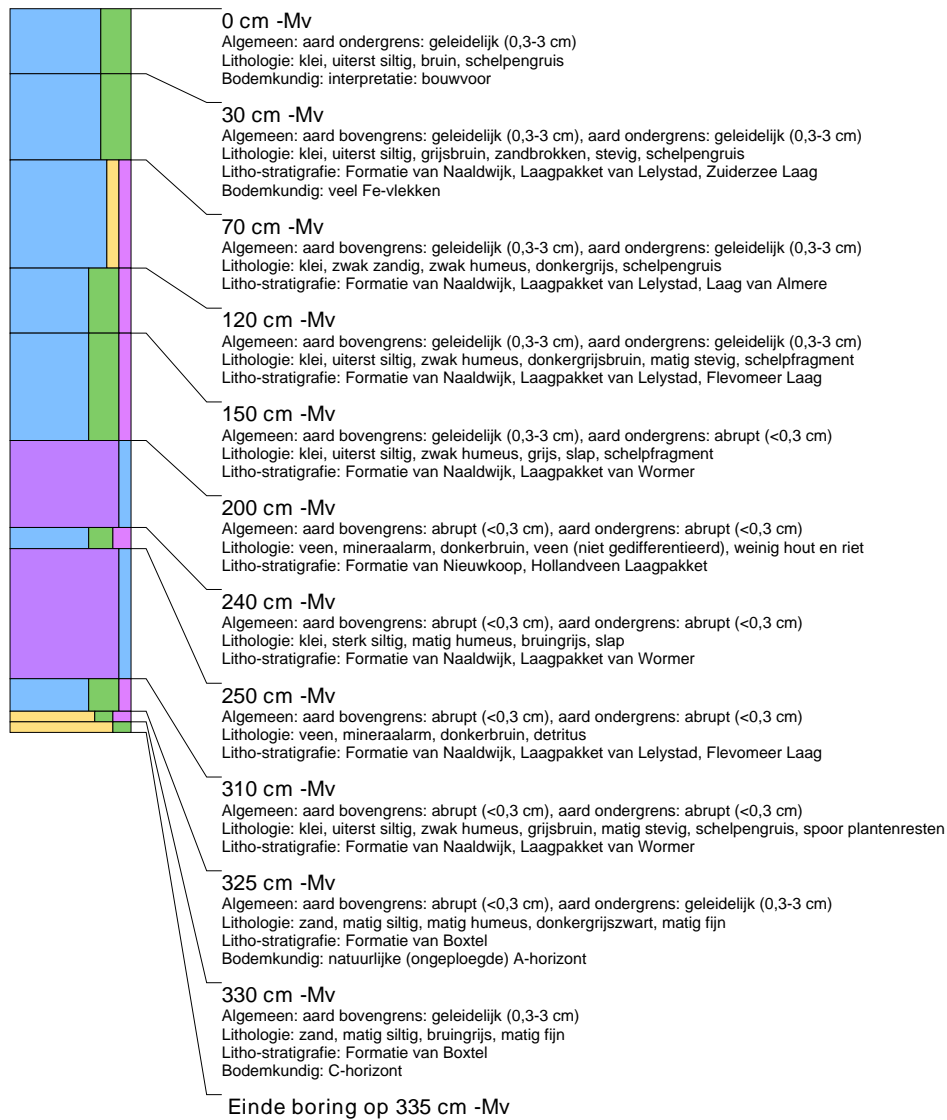 0 cm -Mv
Algemeen: aard ondergrens: geleidelijk (0,3-3 cm)
Lithologie: klei, uiterst siltig, bruin, schelpengruis
Bodemkundig: interpretatie: bouwvoor
30 cm -Mv
Algemeen: aard bovengrens: geleidelijk (0,3-3 cm), aard ondergrens: geleidelijk (0,3-3 cm)
Lithologie: klei, uiterst siltig, grijsbruin, zandbrokken, stevig, schelpengruis
Litho-stratigrafie: Formatie van Naaldwijk, Laagpakket van Lelystad, Zuiderzee Laag
Bodemkundig: veel Fe-vlekken
70 cm -Mv
Algemeen: aard bovengrens: geleidelijk (0,3-3 cm), aard ondergrens: geleidelijk (0,3-3 cm)
Lithologie: klei, zwak zandig, zwak humeus, donkergrijs, schelpengruis
Litho-stratigrafie: Formatie van Naaldwijk, Laagpakket van Lelystad, Laag van Almere
120 cm -Mv
Algemeen: aard bovengrens: geleidelijk (0,3-3 cm), aard ondergrens: geleidelijk (0,3-3 cm)
Lithologie: klei, uiterst siltig, zwak humeus, donkergrijsbruin, matig stevig, schelpfragment
Litho-stratigrafie: Formatie van Naaldwijk, Laagpakket van Lelystad, Flevomeer Laag
150 cm -Mv
Algemeen: aard bovengrens: geleidelijk (0,3-3 cm), aard ondergrens: abrupt (<0,3 cm)
Lithologie: klei, uiterst siltig, zwak humeus, grijs, slap, schelpfragment
Litho-stratigrafie: Formatie van Naaldwijk, Laagpakket van Wormer
200 cm -Mv
Algemeen: aard bovengrens: abrupt (<0,3 cm), aard ondergrens: abrupt (<0,3 cm)
Lithologie: veen, mineraalarm, donkerbruin, veen (niet gedifferentieerd), weinig hout en riet
Litho-stratigrafie: Formatie van Nieuwkoop, Hollandveen Laagpakket
240 cm -Mv
Algemeen: aard bovengrens: abrupt (<0,3 cm), aard ondergrens: abrupt (<0,3 cm)
Lithologie: klei, sterk siltig, matig humeus, bruingrijs, slap
Litho-stratigrafie: Formatie van Naaldwijk, Laagpakket van Wormer
250 cm -Mv
Algemeen: aard bovengrens: abrupt (<0,3 cm), aard ondergrens: abrupt (<0,3 cm)
Lithologie: veen, mineraalarm, donkerbruin, detritus
Litho-stratigrafie: Formatie van Naaldwijk, Laagpakket van Lelystad, Flevomeer Laag
310 cm -Mv
Algemeen: aard bovengrens: abrupt (<0,3 cm), aard ondergrens: abrupt (<0,3 cm)
Lithologie: klei, uiterst siltig, zwak humeus, grijsbruin, matig stevig, schelpengruis, spoor plantenresten
Litho-stratigrafie: Formatie van Naaldwijk, Laagpakket van Wormer
325 cm -Mv
Algemeen: aard bovengrens: abrupt (<0,3 cm), aard ondergrens: geleidelijk (0,3-3 cm)
Lithologie: zand, matig siltig, matig humeus, donkergrijszwart, matig fijn
Litho-stratigrafie: Formatie van Boxtel
Bodemkundig: natuurlijke (ongeploegde) A-horizont
330 cm -Mv
Algemeen: aard bovengrens: geleidelijk (0,3-3 cm)
Lithologie: zand, matig siltig, bruingrijs, matig fijn
Litho-stratigrafie: Formatie van Boxtel
Bodemkundig: C-horizont
Einde boring op 335 cm -Mv